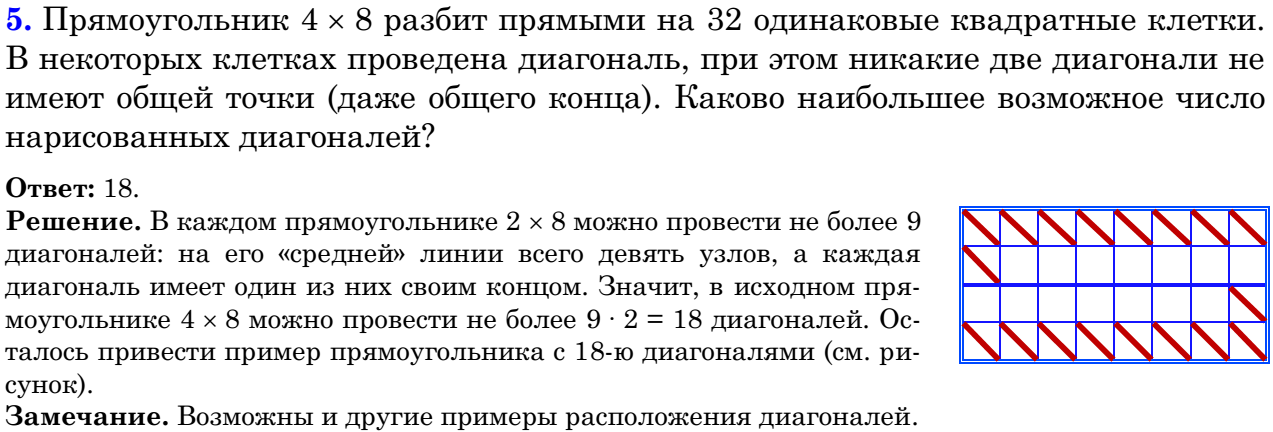 5. Прямоугольник 4 × 8 разбит прямыми на 32 одинаковые квадратные клетки.
В некоторых клетках проведена диагональ, при этом никакие две диагонали не
имеют общей точки (даже общего конца). Каково наибольшее возможное число
нарисованных диагоналей?
Ответ: 18.
Решение. В каждом прямоугольнике 2 × 8 можно провести не более 9
диагоналей: на его «средней» линии всего девять узлов, а каждая
диагональ имеет один из них своим концом. Значит, в исходном пря-
моугольнике 4 × 8 можно провести не более 9 · 2 = 18 диагоналей. Ос-
талось привести пример прямоугольника с 18-ю диагоналями (см. ри-
сунок).
Замечание. Возможны и другие примеры расположения диагоналей.